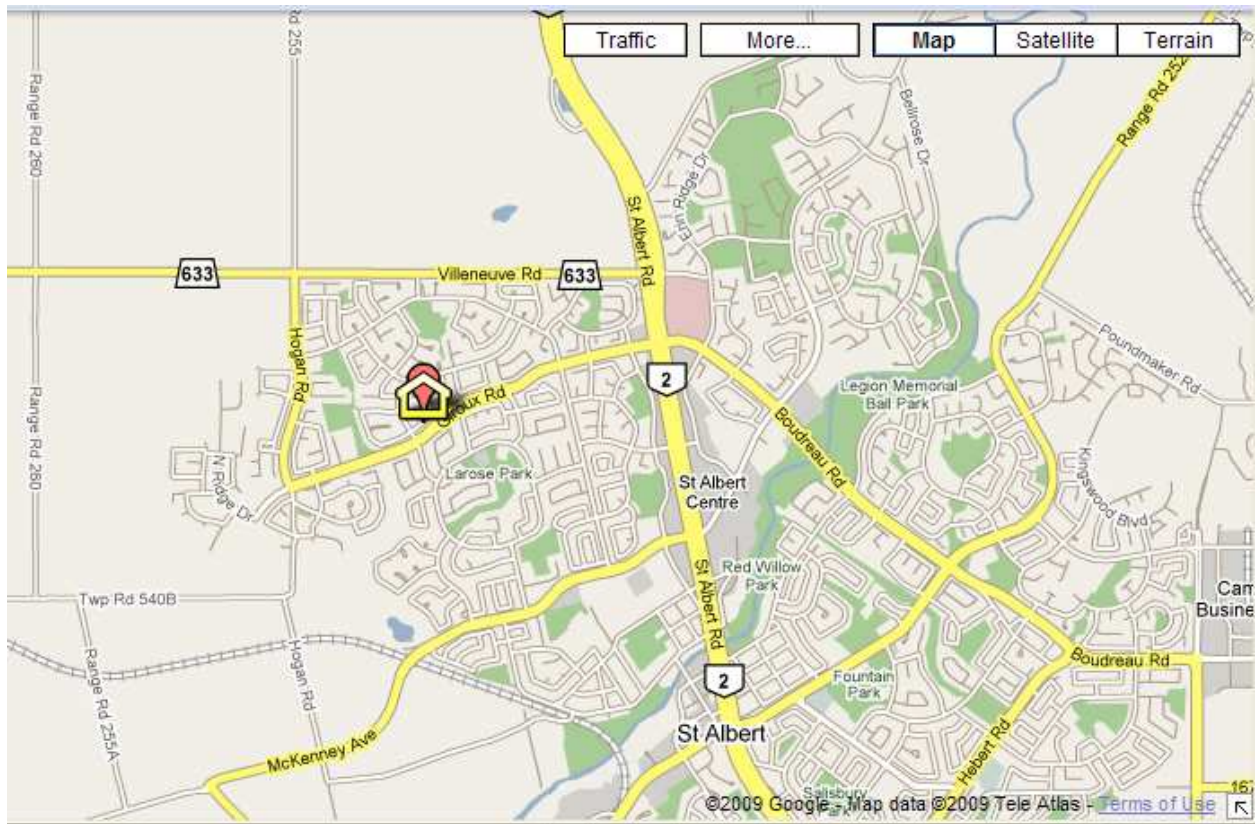 Traffic
More...
Map
Satellite
Terrain
Rd 255
Range Rd 260
Bellrose Dr
Range Rd 252
Erin Ridge Dr
St Albert Rd
633
Villeneuve Rd
633
Hogan Rd
2
Poundmaker Rd
Legion Memorial
Ball Park
Boudreau Rd
Range Rd 260
N Ridge Dr
Larose Park
St Albert
Centre
Kingswood Blvd
Red Willow
Park
St Albert Rd
Twp Rd 540B
Busine
Hogan Rd
Range Rd 255A
Boudreau Rd
2
Fountain
Park
St Albert
McKenney Ave
Hebert Rd
Salisbury
Park
©2009 Google - Map data ©2009 Tele Atlas - Terms of Use